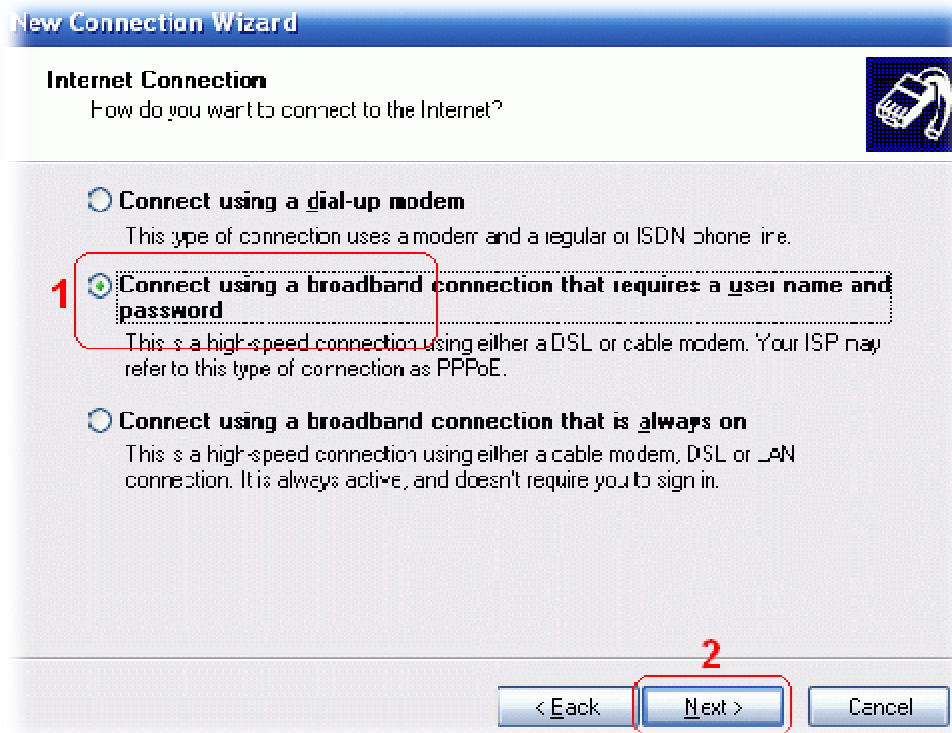 New Connection Wizard
Internet Connection
How do you want to connect to the Internet?
Connect using a dial-up modem
This type of connection uses a modem and a regular or ISDN phone line.
1
Connect using a broadband connection that requires a user name and
password
This is a high-speed connection using either a DSL or cable modem. Your ISP may
refer to this type of connection as PPPoE.
Connect using a broadband connection that is always on
This is a high-speed connection using either a cable modem, DSL or LAN
connection. It is always active, and doesn't require you to sign in.
2
< Back
Next >
Cancel